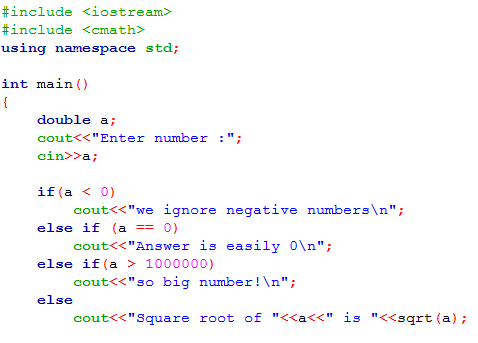 #include <iostream>
#include <cmath>
using namespace std;
int main()
{
double a;
cout<<"Enter number :";
cin>>a;
if(a < 0)
cout<<"we ignore negative numbers\n";
else if (a == 0)
cout<<"Answer is easily 0\n";
else if(a > 1000000)
cout<<"so big number!\n";
else
cout<<"Square root of "<<a<<" is "<<sqrt(a);